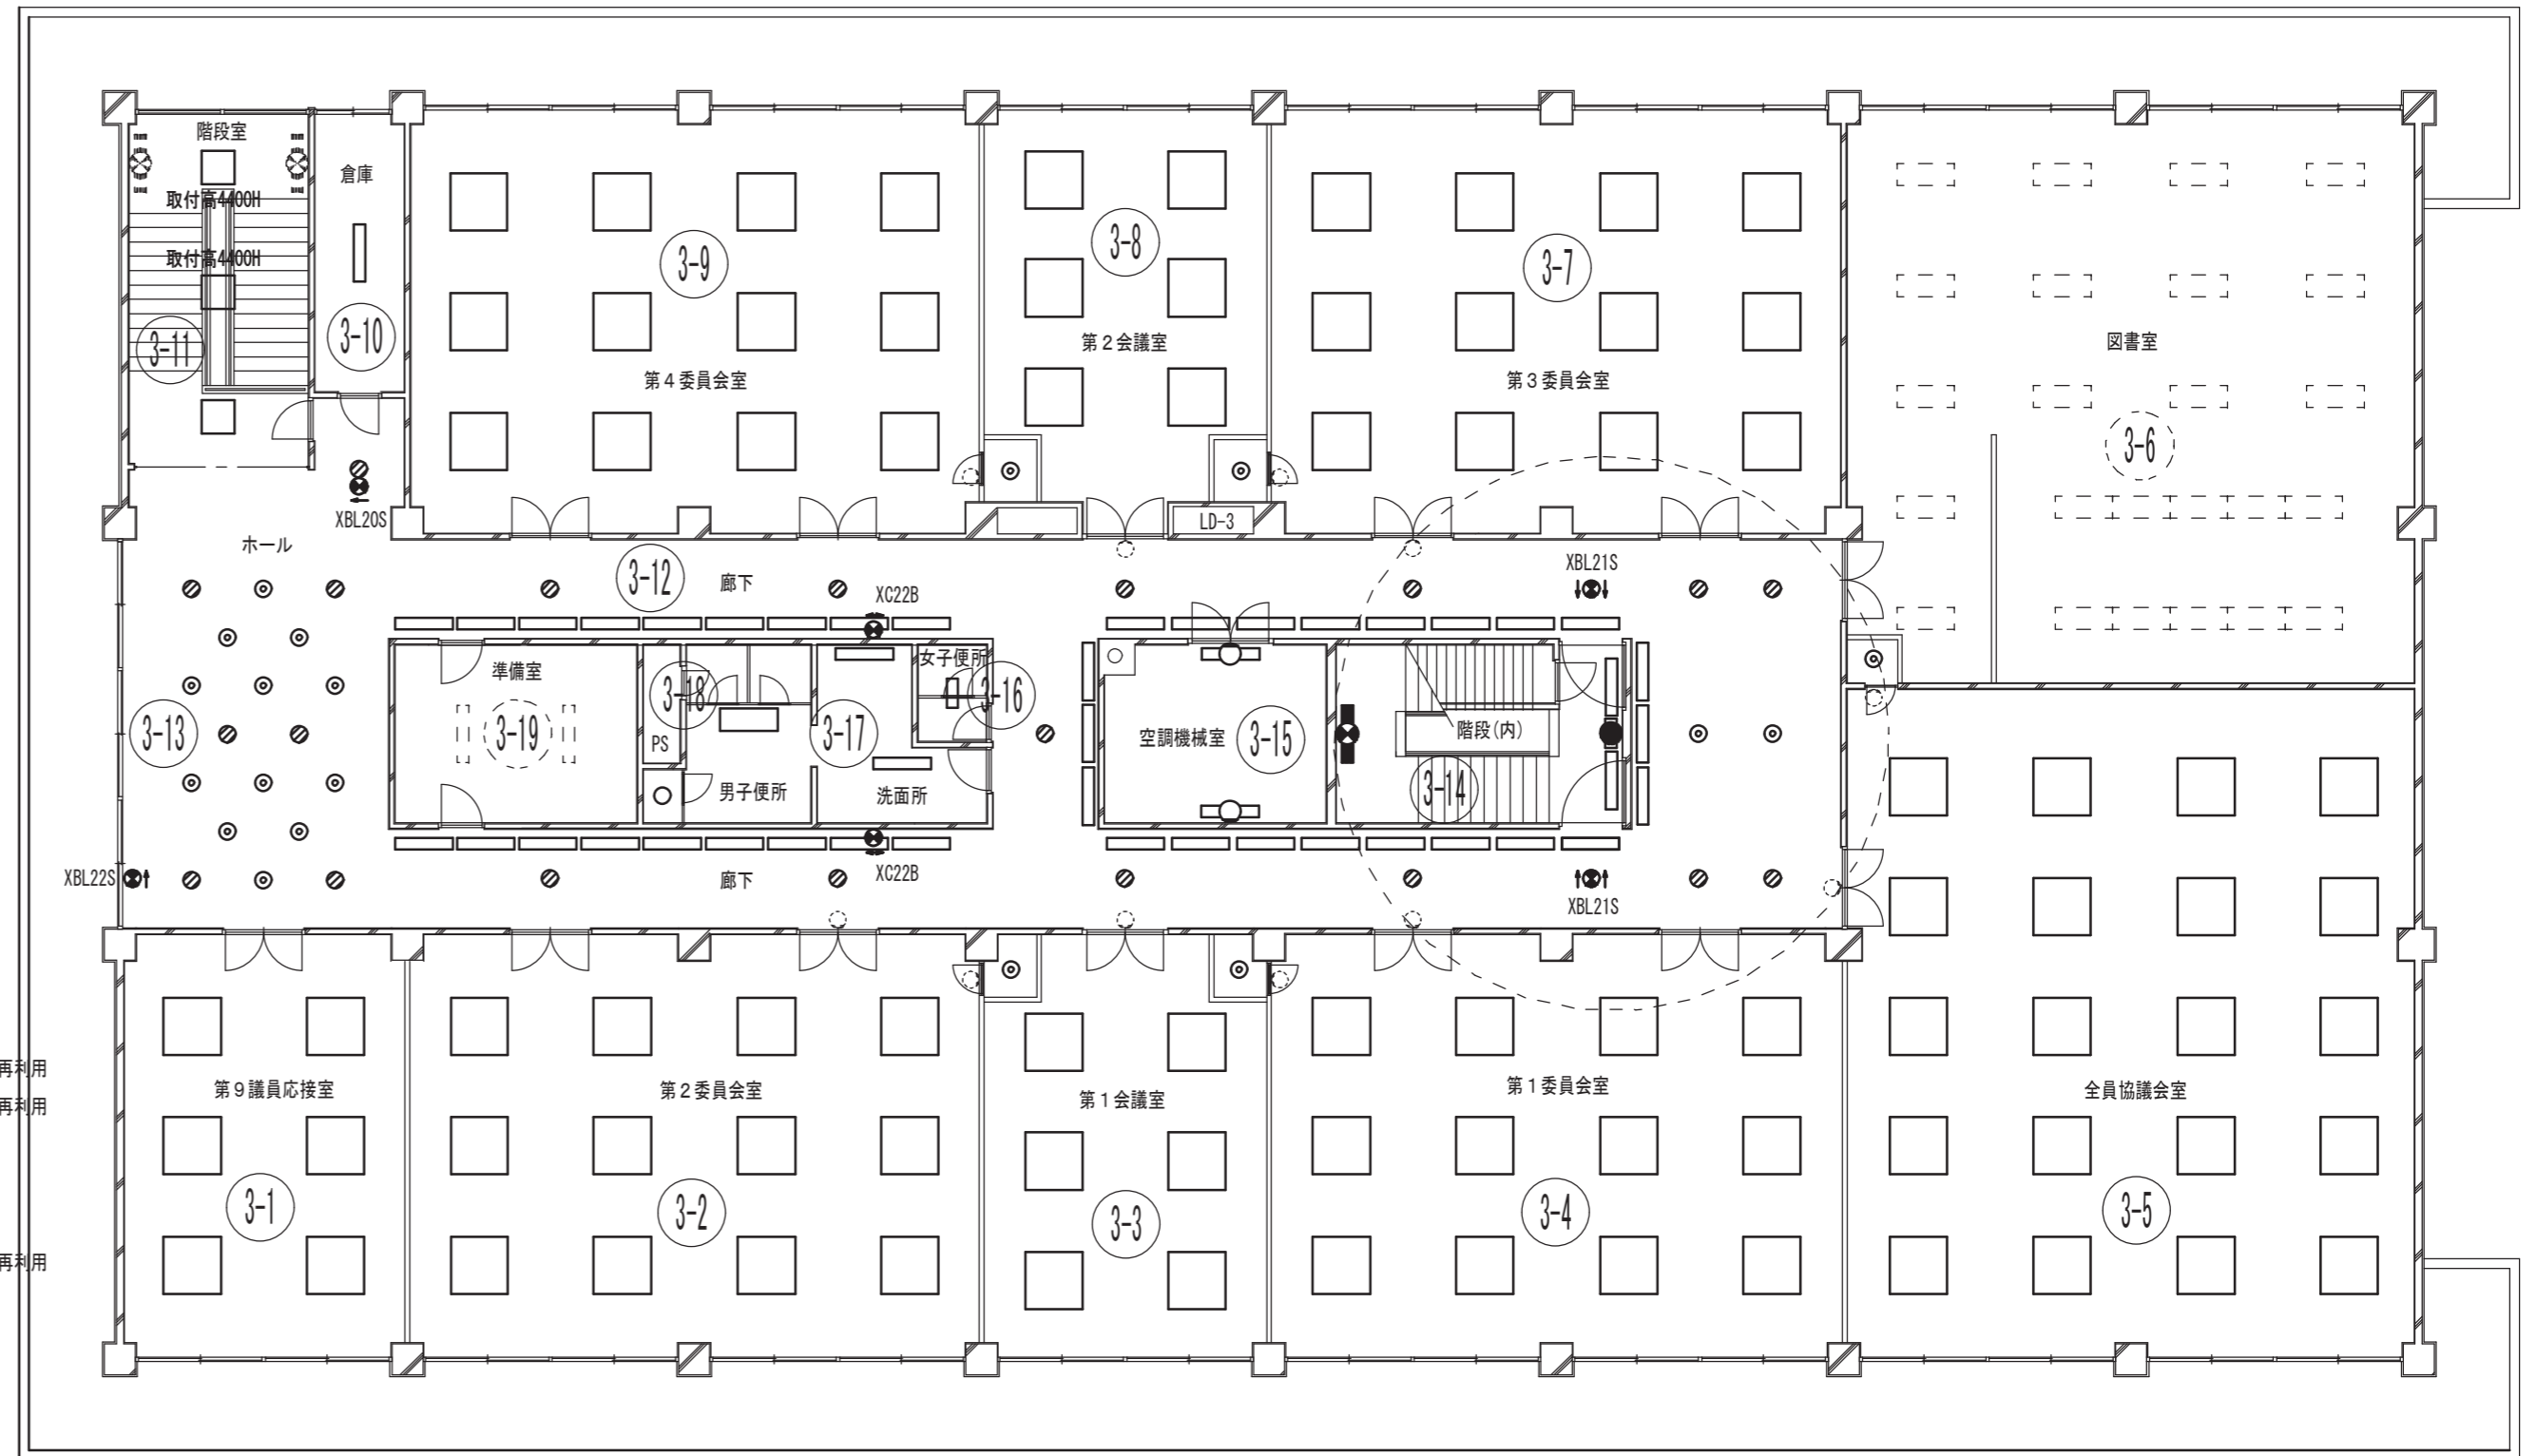 階段室
取付高4400H
取付高4400H
3-11
倉庫
3-10
3-9
第４委員会室
3-8
第２会議室
3-7
第３委員会室
図書室
3-6
XBL20S
LD-3
ホール
3-12
廊下
XC22B
XBL21S
準備室
3-19
3-18
PS
女子便所
3-16
3-17
男子便所
洗面所
空調機械室
3-15
階段(内)
3-14
3-13
XBL22S
廊下
XC22B
XBL21S
再利用
再利用
再利用
第９議員応接室
3-1
第２委員会室
3-2
第１会議室
3-3
第１委員会室
3-4
全員協議会室
3-5